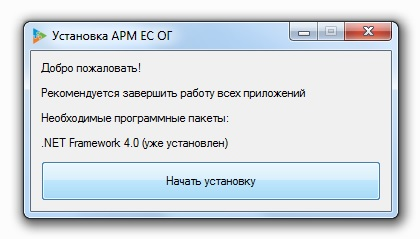 Установка АРМ ЕС ОГ
Добро пожаловать!
Рекомендуется завершить работу всех приложений
Необходимые программные пакеты:
.NET Framework 4.0 (уже установлен)
Начать установку